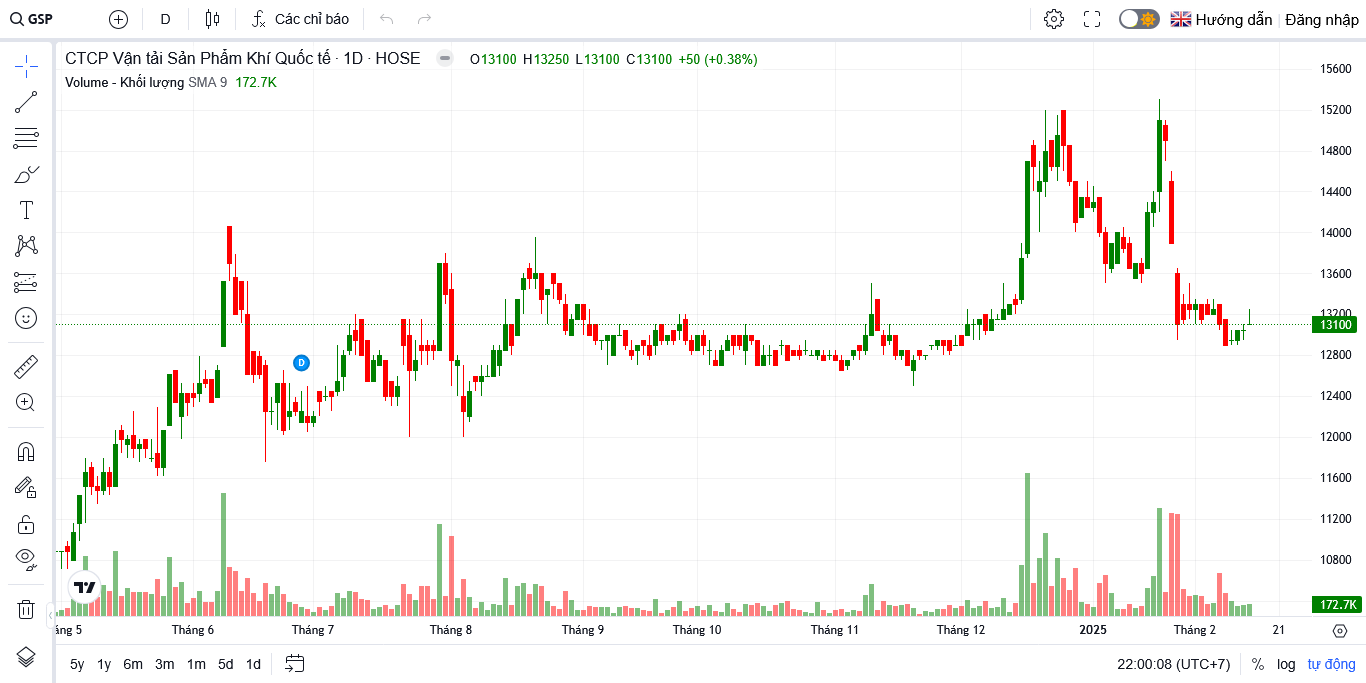 GSP D Các chỉ báo Hướng dẫn Đăng nhập
CTCP Vận tải Sản Phẩm Khí Quốc tế · 1D · HOSE O13100 H13250 L13100 C13100 +50 (+0.38%)
Volume - Khối lượng SMA 9 172.7K
15600
15200
14800
14400
14000
13600
13200
13100
12800
D
12400
12000
11600
11200
10800
172.7K
áng 5 Tháng 6 Tháng 7 Tháng 8 Tháng 9 Tháng 10 Tháng 11 Tháng 12 2025 Tháng 2 21
5y 1y 6m 3m 1m 5d 1d 22:00:08 (UTC+7) % log tự động